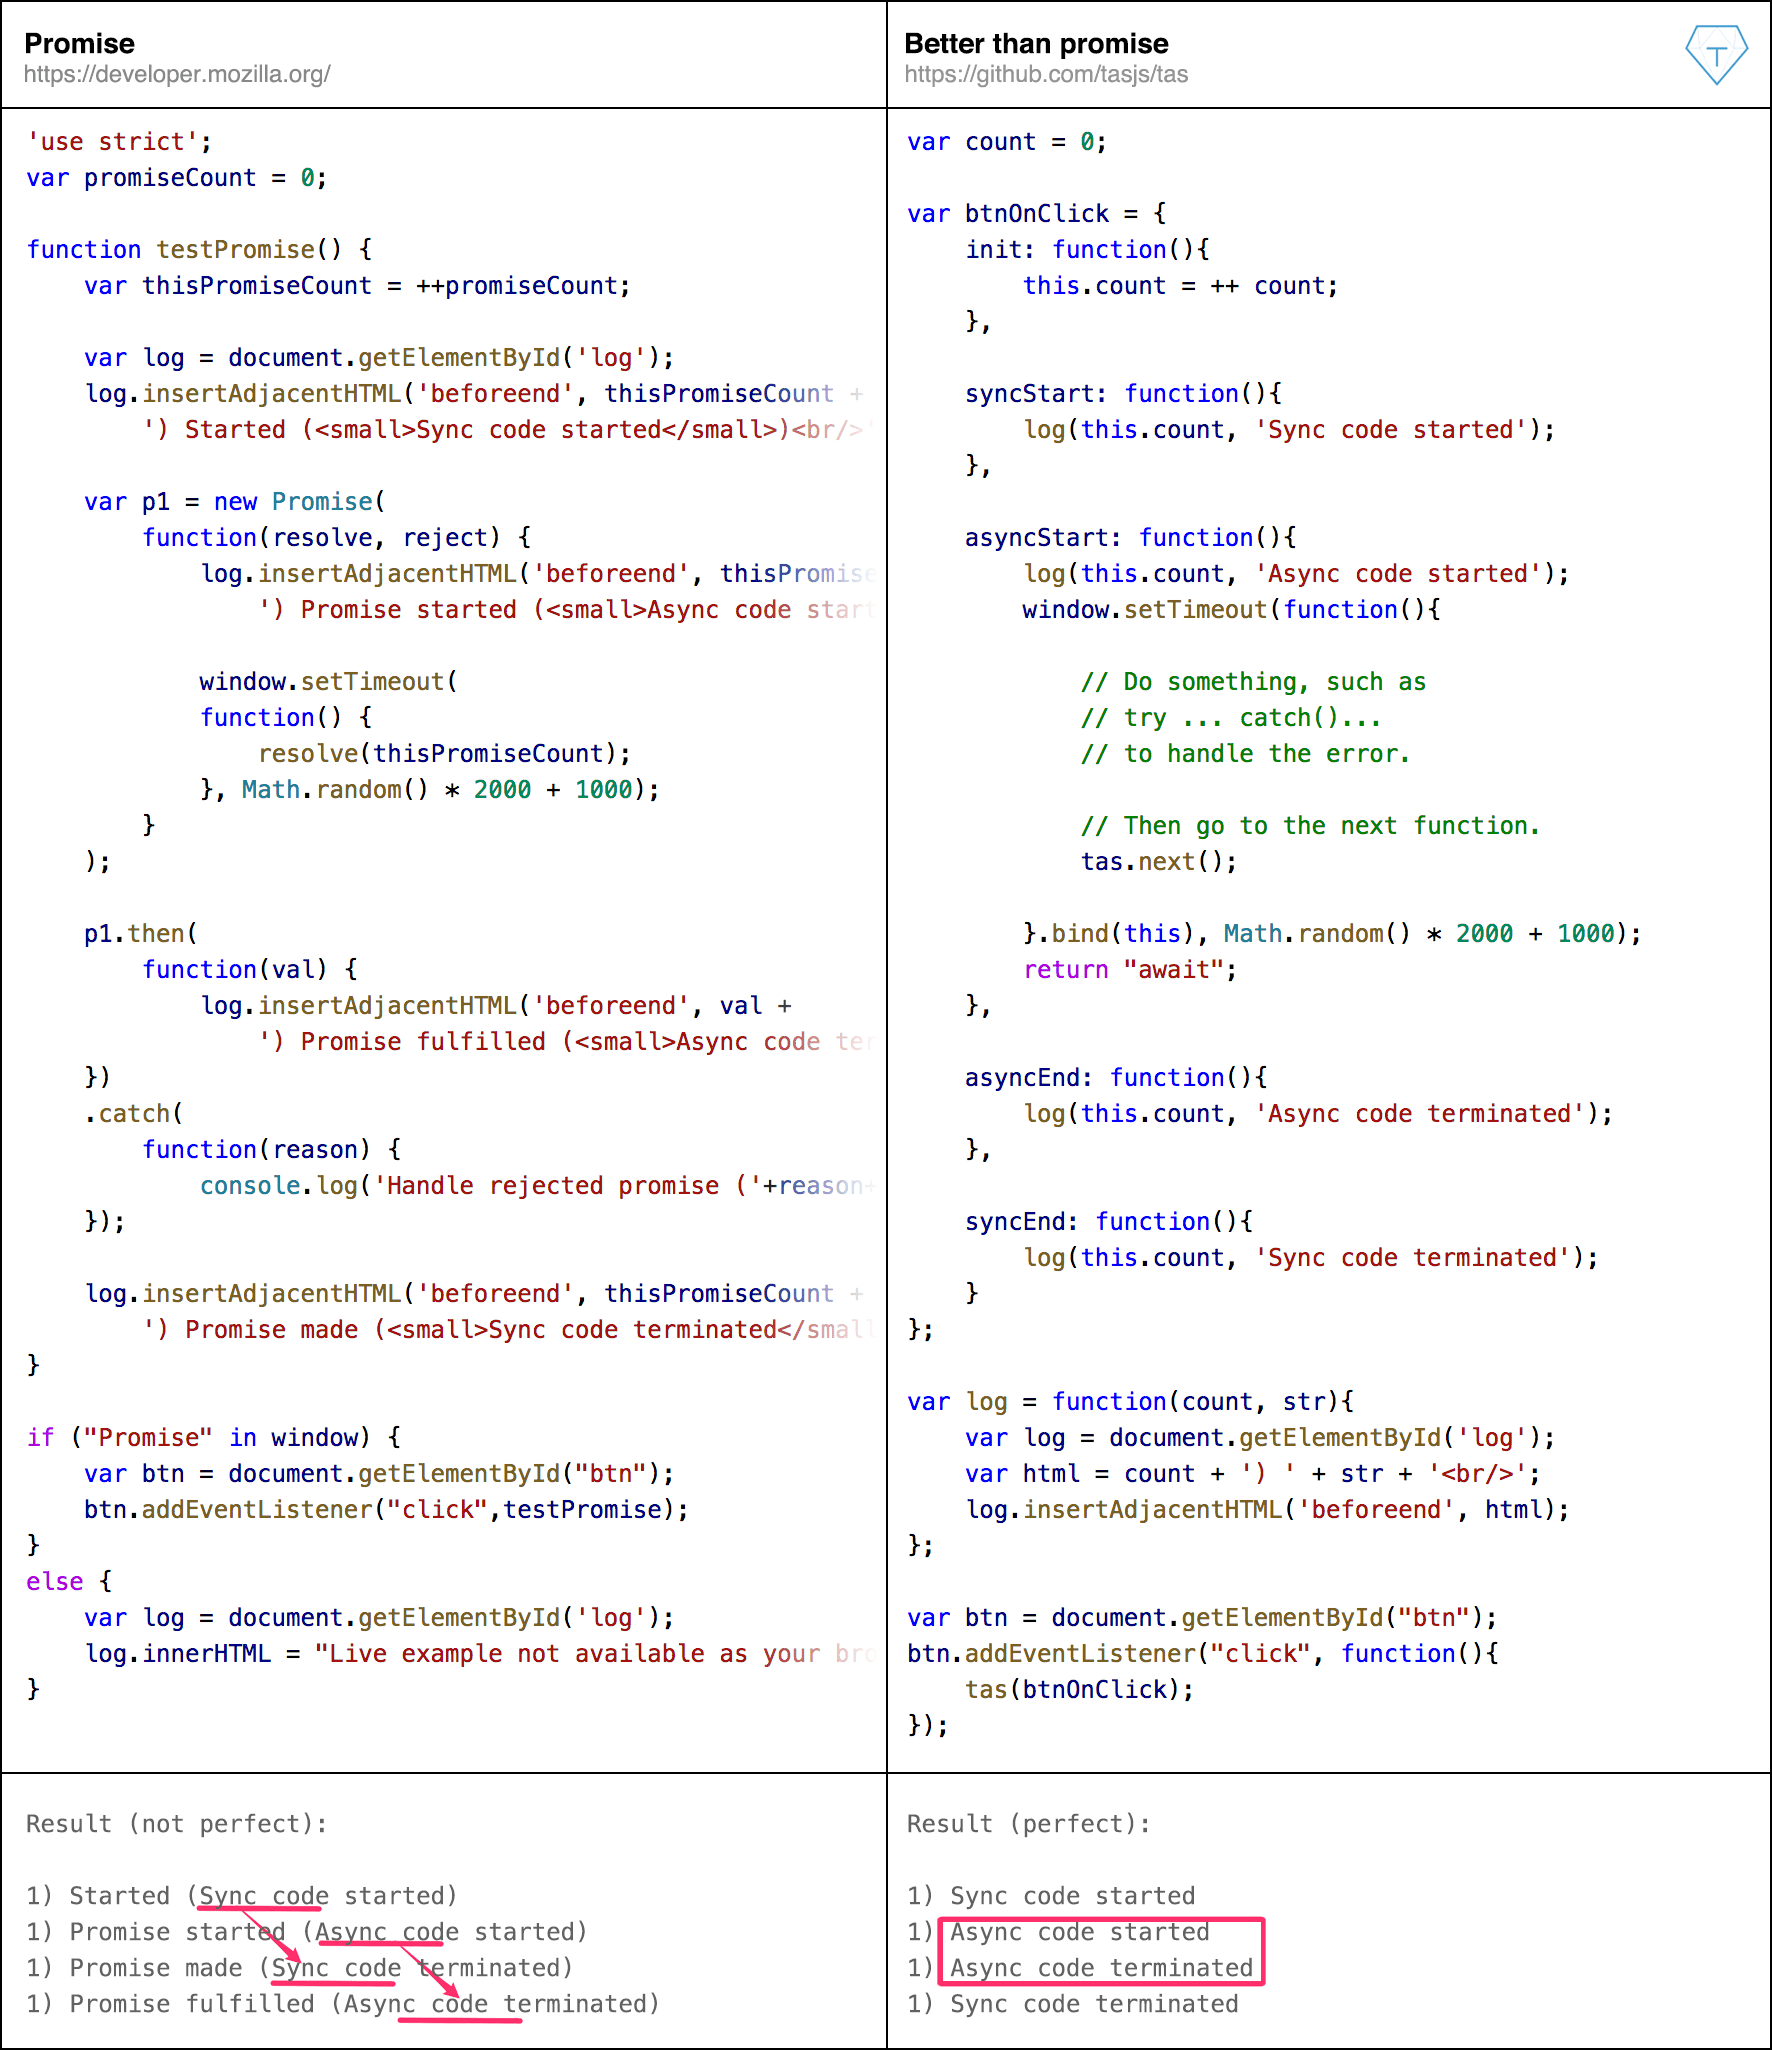 Promise
https://developer.mozilla.org/
'use strict';
var promiseCount = 0;
function testPromise() {
var thisPromiseCount = ++promiseCount;
var log = document.getElementById('log');
log.insertAdjacentHTML('beforeend', thisPromiseCount +
') Started (<small>Sync code started</small>)<br/>'
var p1 = new Promise(
function(resolve, reject) {
log.insertAdjacentHTML('beforeend', thisPromise
') Promise started (<small>Async code start
window.setTimeout(
function() {
resolve(thisPromiseCount);
}, Math.random() * 2000 + 1000);
}
);
p1.then(
function(val) {
log.insertAdjacentHTML('beforeend', val +
') Promise fulfilled (<small>Async code ter
})
.catch(
function(reason) {
console.log('Handle rejected promise ('+reason+
});
log.insertAdjacentHTML('beforeend', thisPromiseCount +
') Promise made (<small>Sync code terminated</small
}
if ("Promise" in window) {
var btn = document.getElementById("btn");
btn.addEventListener("click",testPromise);
}
else {
var log = document.getElementById('log');
log.innerHTML = "Live example not available as your bro
}
Result (not perfect):
1) Started (Sync code started)
1) Promise started (Async code started)
1) Promise made (Sync code terminated)
1) Promise fulfilled (Async code terminated)
Better than promise
https://github.com/tasjs/tas
T
var count = 0;
var btnOnClick = {
init: function(){
this.count = ++ count;
},
syncStart: function(){
log(this.count, 'Sync code started');
},
asyncStart: function(){
log(this.count, 'Async code started');
window.setTimeout(function(){
// Do something, such as
// try ... catch()...
// to handle the error.
// Then go to the next function.
tas.next();
}.bind(this), Math.random() * 2000 + 1000);
return "await";
},
asyncEnd: function(){
log(this.count, 'Async code terminated');
},
syncEnd: function(){
log(this.count, 'Sync code terminated');
}
};
var log = function(count, str){
var log = document.getElementById('log');
var html = count + ') ' + str + '<br/>';
log.insertAdjacentHTML('beforeend', html);
};
var btn = document.getElementById("btn");
btn.addEventListener("click", function(){
tas(btnOnClick);
});
Result (perfect):
1) Sync code started
1) Async code started
1) Async code terminated
1) Sync code terminated